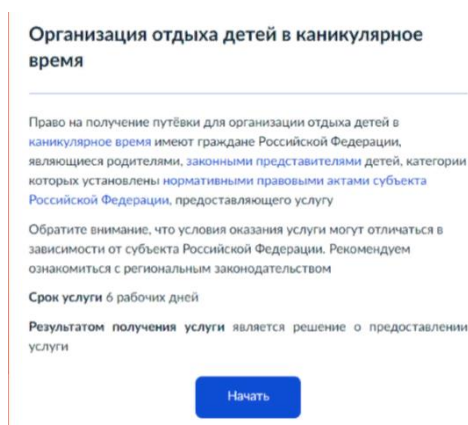 Организация отдыха детей в каникулярное
время
Право на получение путёвки для организации отдыха детей в
каникулярное время имеют граждане Российской Федерации,
являющиеся родителями, законными представителями детей, категории
которых установлены нормативными правовыми актами субъекта
Российской Федерации, предоставляющего услугу
Обратите внимание, что условия оказания услуги могут отличаться в
зависимости от субъекта Российской Федерации. Рекомендуем
ознакомиться с региональным законодательством
Срок услуги 6 рабочих дней
Результатом получения услуги является решение о предоставлении
услуги
Начать